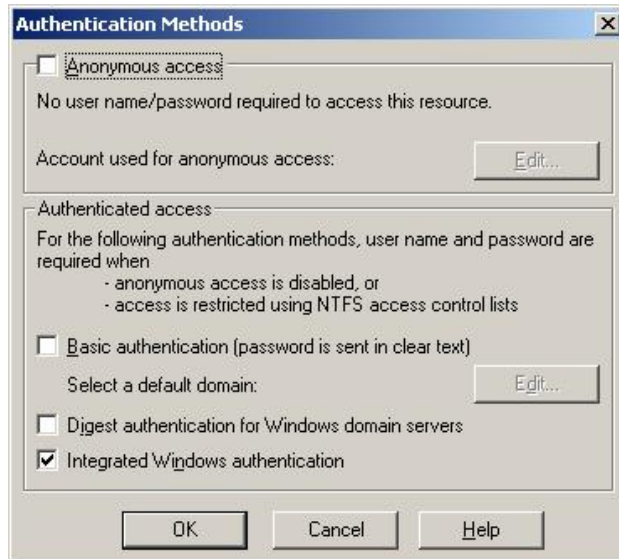 Authentication Methods
Anonymous access
No user name/password required to access this resource.
Account used for anonymous access:
Edit...
Authenticated access
For the following authentication methods, user name and password are
required when
- anonymous access is disabled, or
- access is restricted using NTFS access control lists
Basic authentication (password is sent in clear text)
Select a default domain:
Edit...
Digest authentication for Windows domain servers
Integrated Windows authentication
OK
Cancel
Help